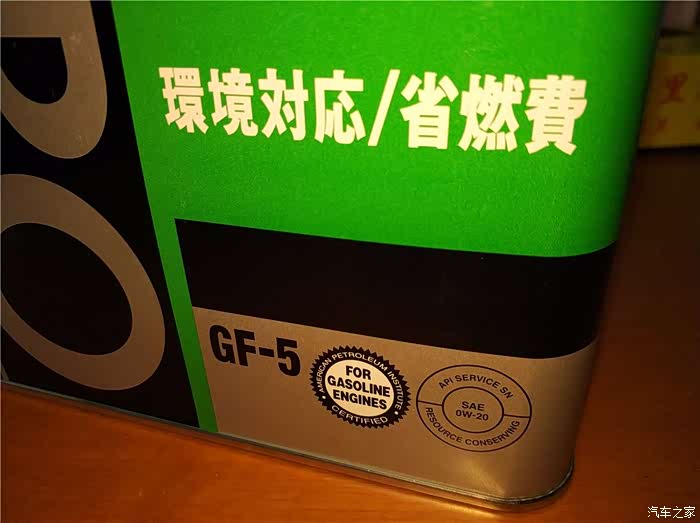 環境対応/省燃費
GF-5
AMERICAN PETROLEUM INSTITUTE
FOR
GASOLINE
ENGINES
CERTIFIED
API SERVICE SN
SAE
0W-20
RESOURCE CONSERVING
里
汽车之家